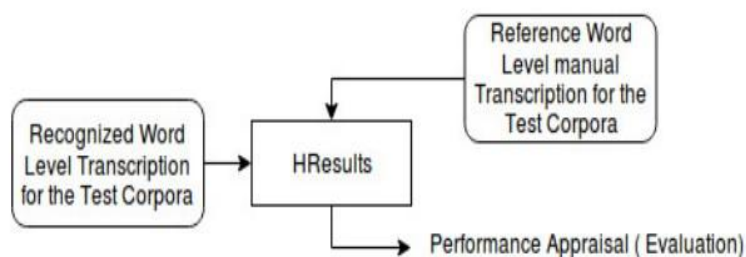 Reference Word
Level manual
Transcription for the
Test Corpora
Recognized Word
Level Transcription
for the Test Corpora
HResults
Performance Appraisal ( Evaluation)